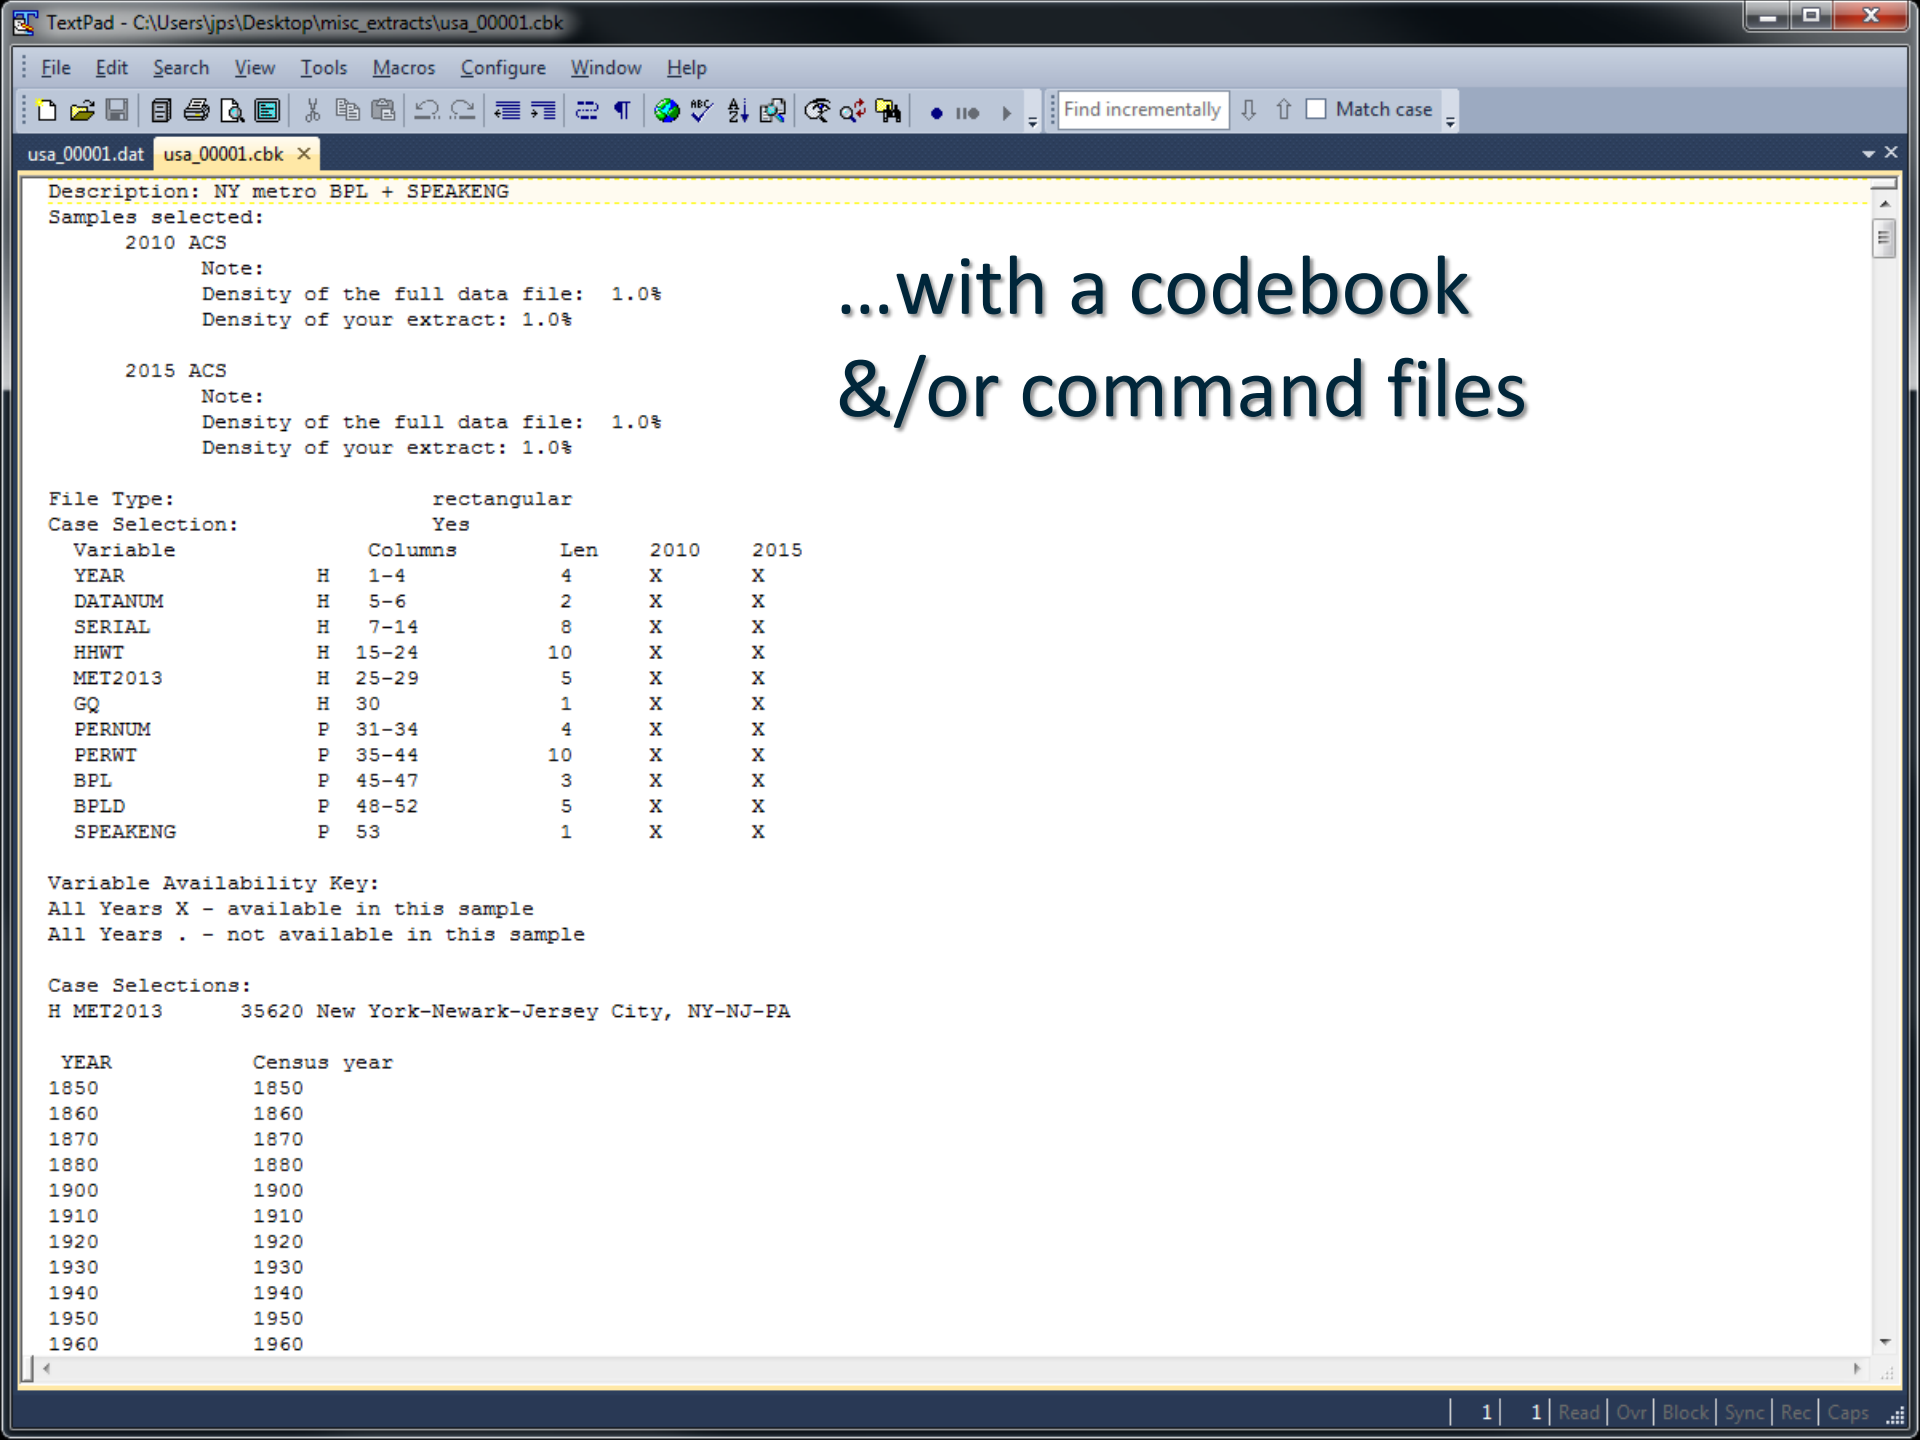 TextPad - C:\Users\jps\Desktop\misc_extracts\usa_00001.cbk
File Edit Search View Tools Macros Configure Window Help
Find incrementally Match case
usa_00001.dat usa_00001.cbk
Description: NY metro BPL + SPEAKENG
Samples selected:
2010 ACS
Note:
Density of the full data file: 1.0%
Density of your extract: 1.0%
2015 ACS
Note:
Density of the full data file: 1.0%
Density of your extract: 1.0%
…with a codebook
&/or command files
File Type: rectangular
Case Selection: Yes
Variable Columns Len 2010 2015
YEAR H 1-4 4 X X
DATANUM H 5-6 2 X X
SERIAL H 7-14 8 X X
HHWT H 15-24 10 X X
MET2013 H 25-29 5 X X
GQ H 30 1 X X
PERNUM P 31-34 4 X X
PERWT P 35-44 10 X X
BPL P 45-47 3 X X
BPLD P 48-52 5 X X
SPEAKENG P 53 1 X X
Variable Availability Key:
All Years X - available in this sample
All Years . - not available in this sample
Case Selections:
H MET2013 35620 New York-Newark-Jersey City, NY-NJ-PA
YEAR Census year
1850 1850
1860 1860
1870 1870
1880 1880
1900 1900
1910 1910
1920 1920
1930 1930
1940 1940
1950 1950
1960 1960
1 1 Read Ovr Block Sync Rec Caps